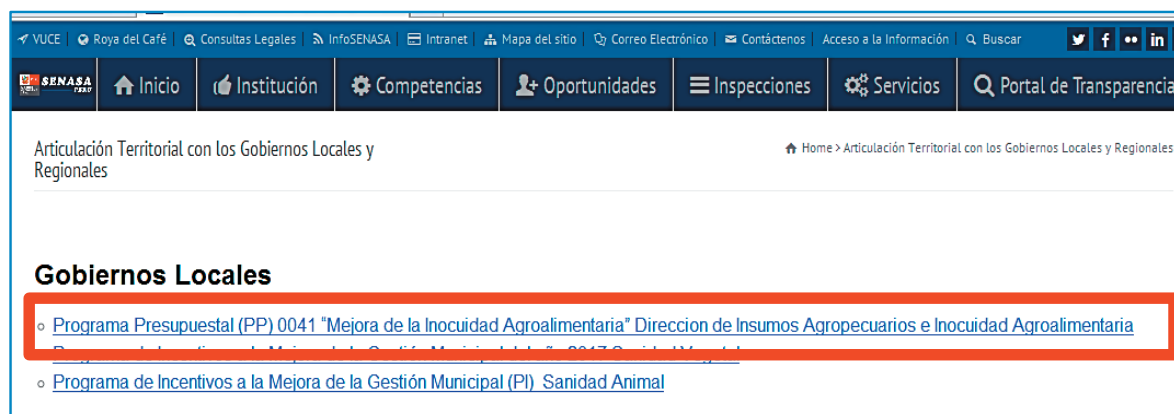 VUCE | Roya del Café | Consultas Legales | InfoSENASA | Intranet | Mapa del sitio | Correo Electrónico | Contáctenos | Acceso a la Información | Buscar
SENASA PERU Inicio Institución Competencias Oportunidades Inspecciones Servicios Portal de Transparencia
Articulación Territorial con los Gobiernos Locales y
Regionales
Home > Articulación Territorial con los Gobiernos Locales y Regionales
Gobiernos Locales
Programa Presupuestal (PP) 0041 "Mejora de la Inocuidad Agroalimentaria" Direccion de Insumos Agropecuarios e Inocuidad Agroalimentaria
Programa de Incentivos a la Mejora de la Gestión Municipal (PI) Sanidad Animal